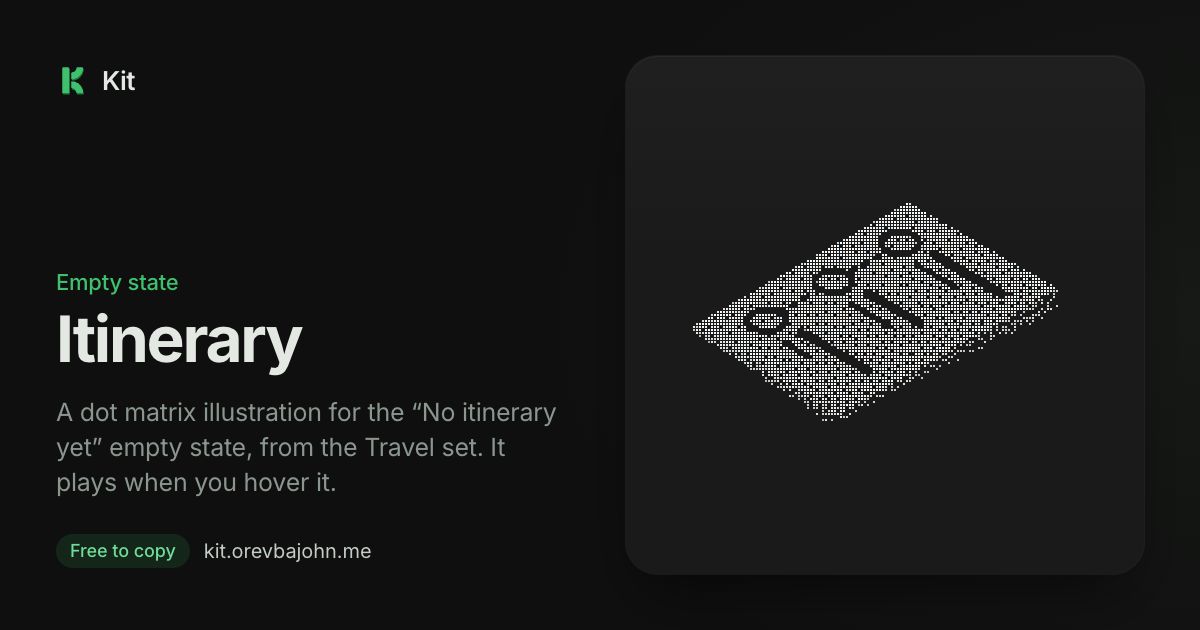 Kit
Empty state
Itinerary
A dot matrix illustration for the “No itinerary
yet” empty state, from the Travel set. It
plays when you hover it.
Free to copy
kit.orevbajohn.me